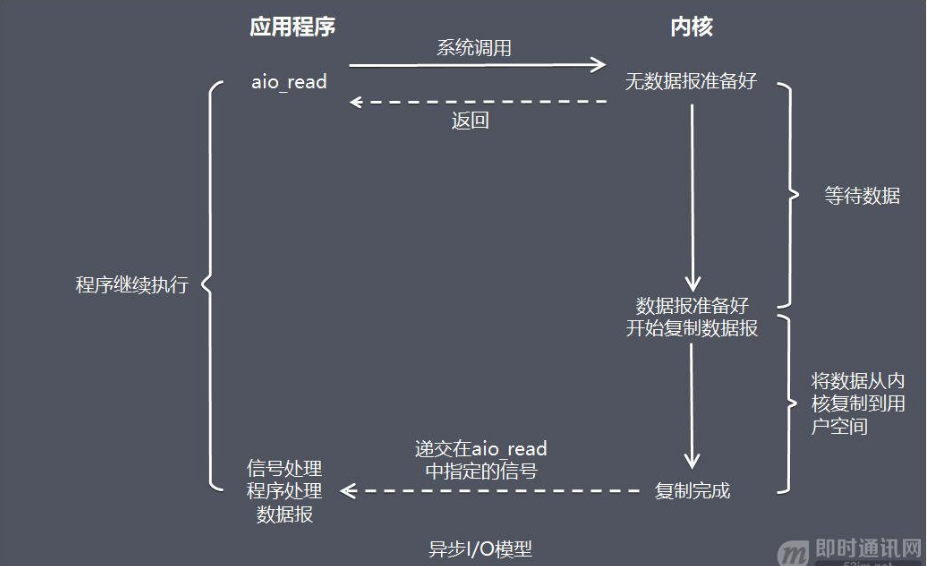 应用程序
内核
系统调用
aio_read
无数据报准备好
返回
等待数据
程序继续执行
数据报准备好
开始复制数据报
将数据从内
核复制到用
户空间
递交在aio_read
中指定的信号
信号处理
程序处理
数据报
复制完成
异步I/O模型
即时通讯网